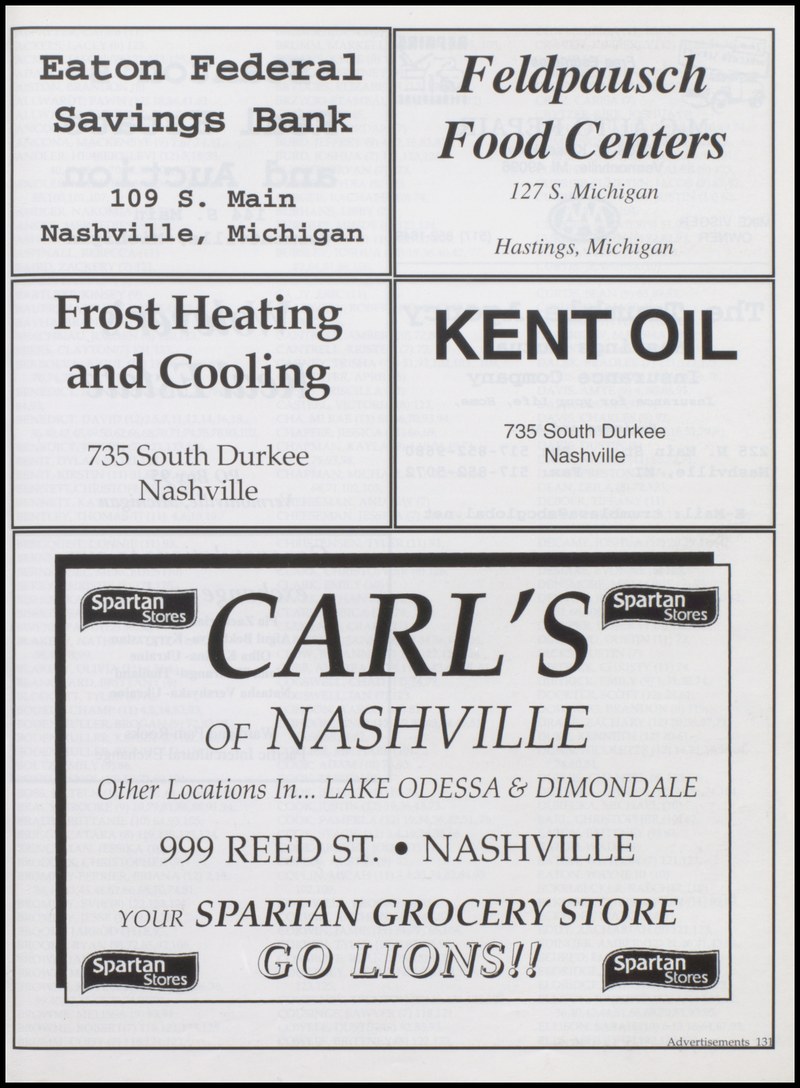 Eaton Federal
Savings Bank
109 S. Main
Nashville, Michigan
Feldpausch
Food Centers
127 S. Michigan
Hastings, Michigan
Frost Heating
and Cooling
735 South Durkee
Nashville
KENT OIL
735 South Durkee
Nashville
Spartan
Stores
CARL'S
Spartan
Stores
OF NASHVILLE
Other Locations In... LAKE ODESSA & DIMONDALE
999 REED ST. • NASHVILLE
YOUR SPARTAN GROCERY STORE
GO LIONS!!
Spartan
Stores
Spartan
Stores
Advertisements 131